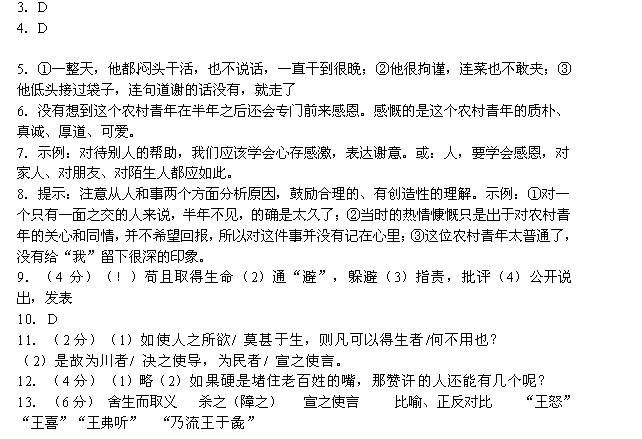 3. D
4. D
5. ①一整天，他都闷头干活，也不说话，一直干到很晚；②他很拘谨，连菜也不敢夹；③
他低头接过袋子，连句道谢的话没有，就走了
6. 没有想到这个农村青年在半年之后还会专门前来感恩。感慨的是这个农村青年的质朴、
真诚、厚道、可爱。
7. 示例：对待别人的帮助，我们应该学会心存感激，表达谢意。或：人，要学会感恩，对
家人、对朋友、对陌生人都应如此。
8. 提示：注意从人和事两个方面分析原因，鼓励合理的、有创造性的理解。示例：①对一
个只有一面之交的人来说，半年不见，的确是太久了；②当时的热情慷慨只是出于对农村青
年的关心和同情，并不希望回报，所以对这件事并没有记在心里；③这位农村青年太普通了，
没有给“我”留下很深的印象。
9. （4 分）（!）苟且取得生命（2）通“避”，躲避（3）指责，批评（4）公开说
出，发表
10. D
11. （2分）（1）如使人之所欲/ 莫甚于生，则凡可以得生者/何不用也？
（2）是故为川者/ 决之使导，为民者/ 宣之使言。
12. （4分）（1）略（2）如果硬是堵住老百姓的嘴，那赞许的人还能有几个呢？
13. （6分） 舍生而取义 杀之（障之） 宣之使言 比喻、正反对比 “王怒”
“王喜”“王弗听” “乃流王于彘”